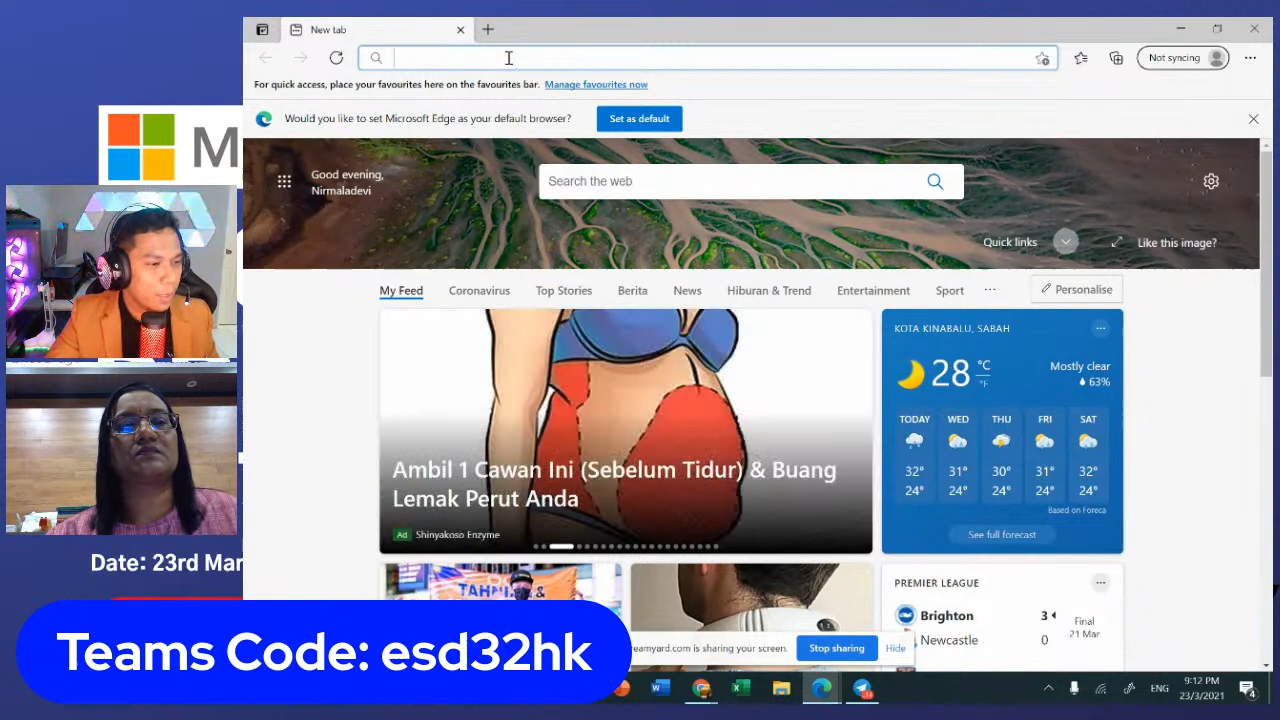 New tab
Not syncing
For quick access, place your favourites here on the favourites bar. Manage favourites now
Would you like to set Microsoft Edge as your default browser? Set as default
M
Good evening,
Nirmaladevi
Search the web
Quick links
Like this image?
My Feed Coronavirus Top Stories Berita News Hiburan & Trend Entertainment Sport ... Personalise
KOTA KINABALU, SABAH
28 °C
°F
Mostly clear
63%
TODAY WED THU FRI SAT
32° 31° 30° 31° 32°
24° 24° 24° 24° 24°
Based on Foreca
See full forecast
Ambil 1 Cawan Ini (Sebelum Tidur) & Buang
Lemak Perut Anda
Ad Shinyakoso Enzyme
Date: 23rd Mar
TAHNI
PREMIER LEAGUE
Brighton 3
Newcastle 0
Final
21 Mar
Teams Code: esd32hk
reamyard.com is sharing your screen. Stop sharing Hide
ENG
9:12 PM
23/3/2021
4